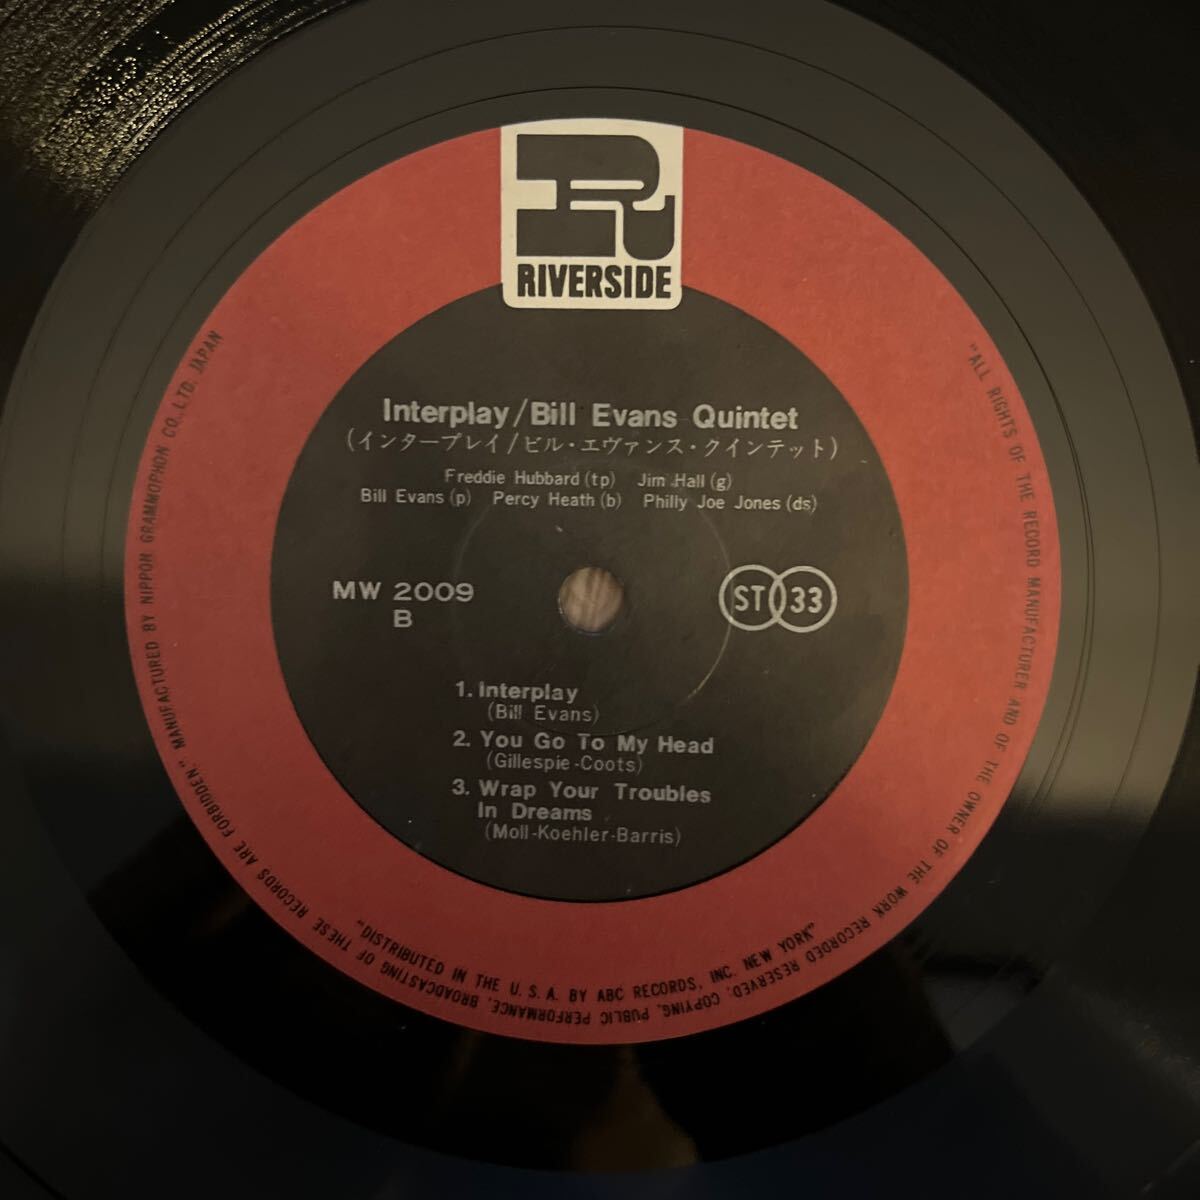 RIVERSIDE
Interplay/Bill Evans Quintet
(インタープレイ/ビル・エヴァンス・クインテット)
Freddie Hubbard (tp) Jim Hall (g)
Bill Evans (p) Percy Heath (b) Philly Joe Jones (ds)
MW 2009
B
ST 33
1. Interplay
(Bill Evans)
2. You Go To My Head
(Gillespie-Coots)
3. Wrap Your Troubles
In Dreams
(Moll-Koehler-Barris)
"ALL RIGHTS OF THE RECORD MANUFACTURER AND OF THE OWNER OF THE WORK RECORDED RESERVED, COPYING, PUBLIC PERFORMANCE, BROADCASTING OF THESE RECORDS ARE FORBIDDEN." MANUFACTURED BY NIPPON GRAMMOPHON CO., LTD. JAPAN
"DISTRIBUTED IN THE U.S.A. BY ABC RECORDS, INC. NEW YORK"